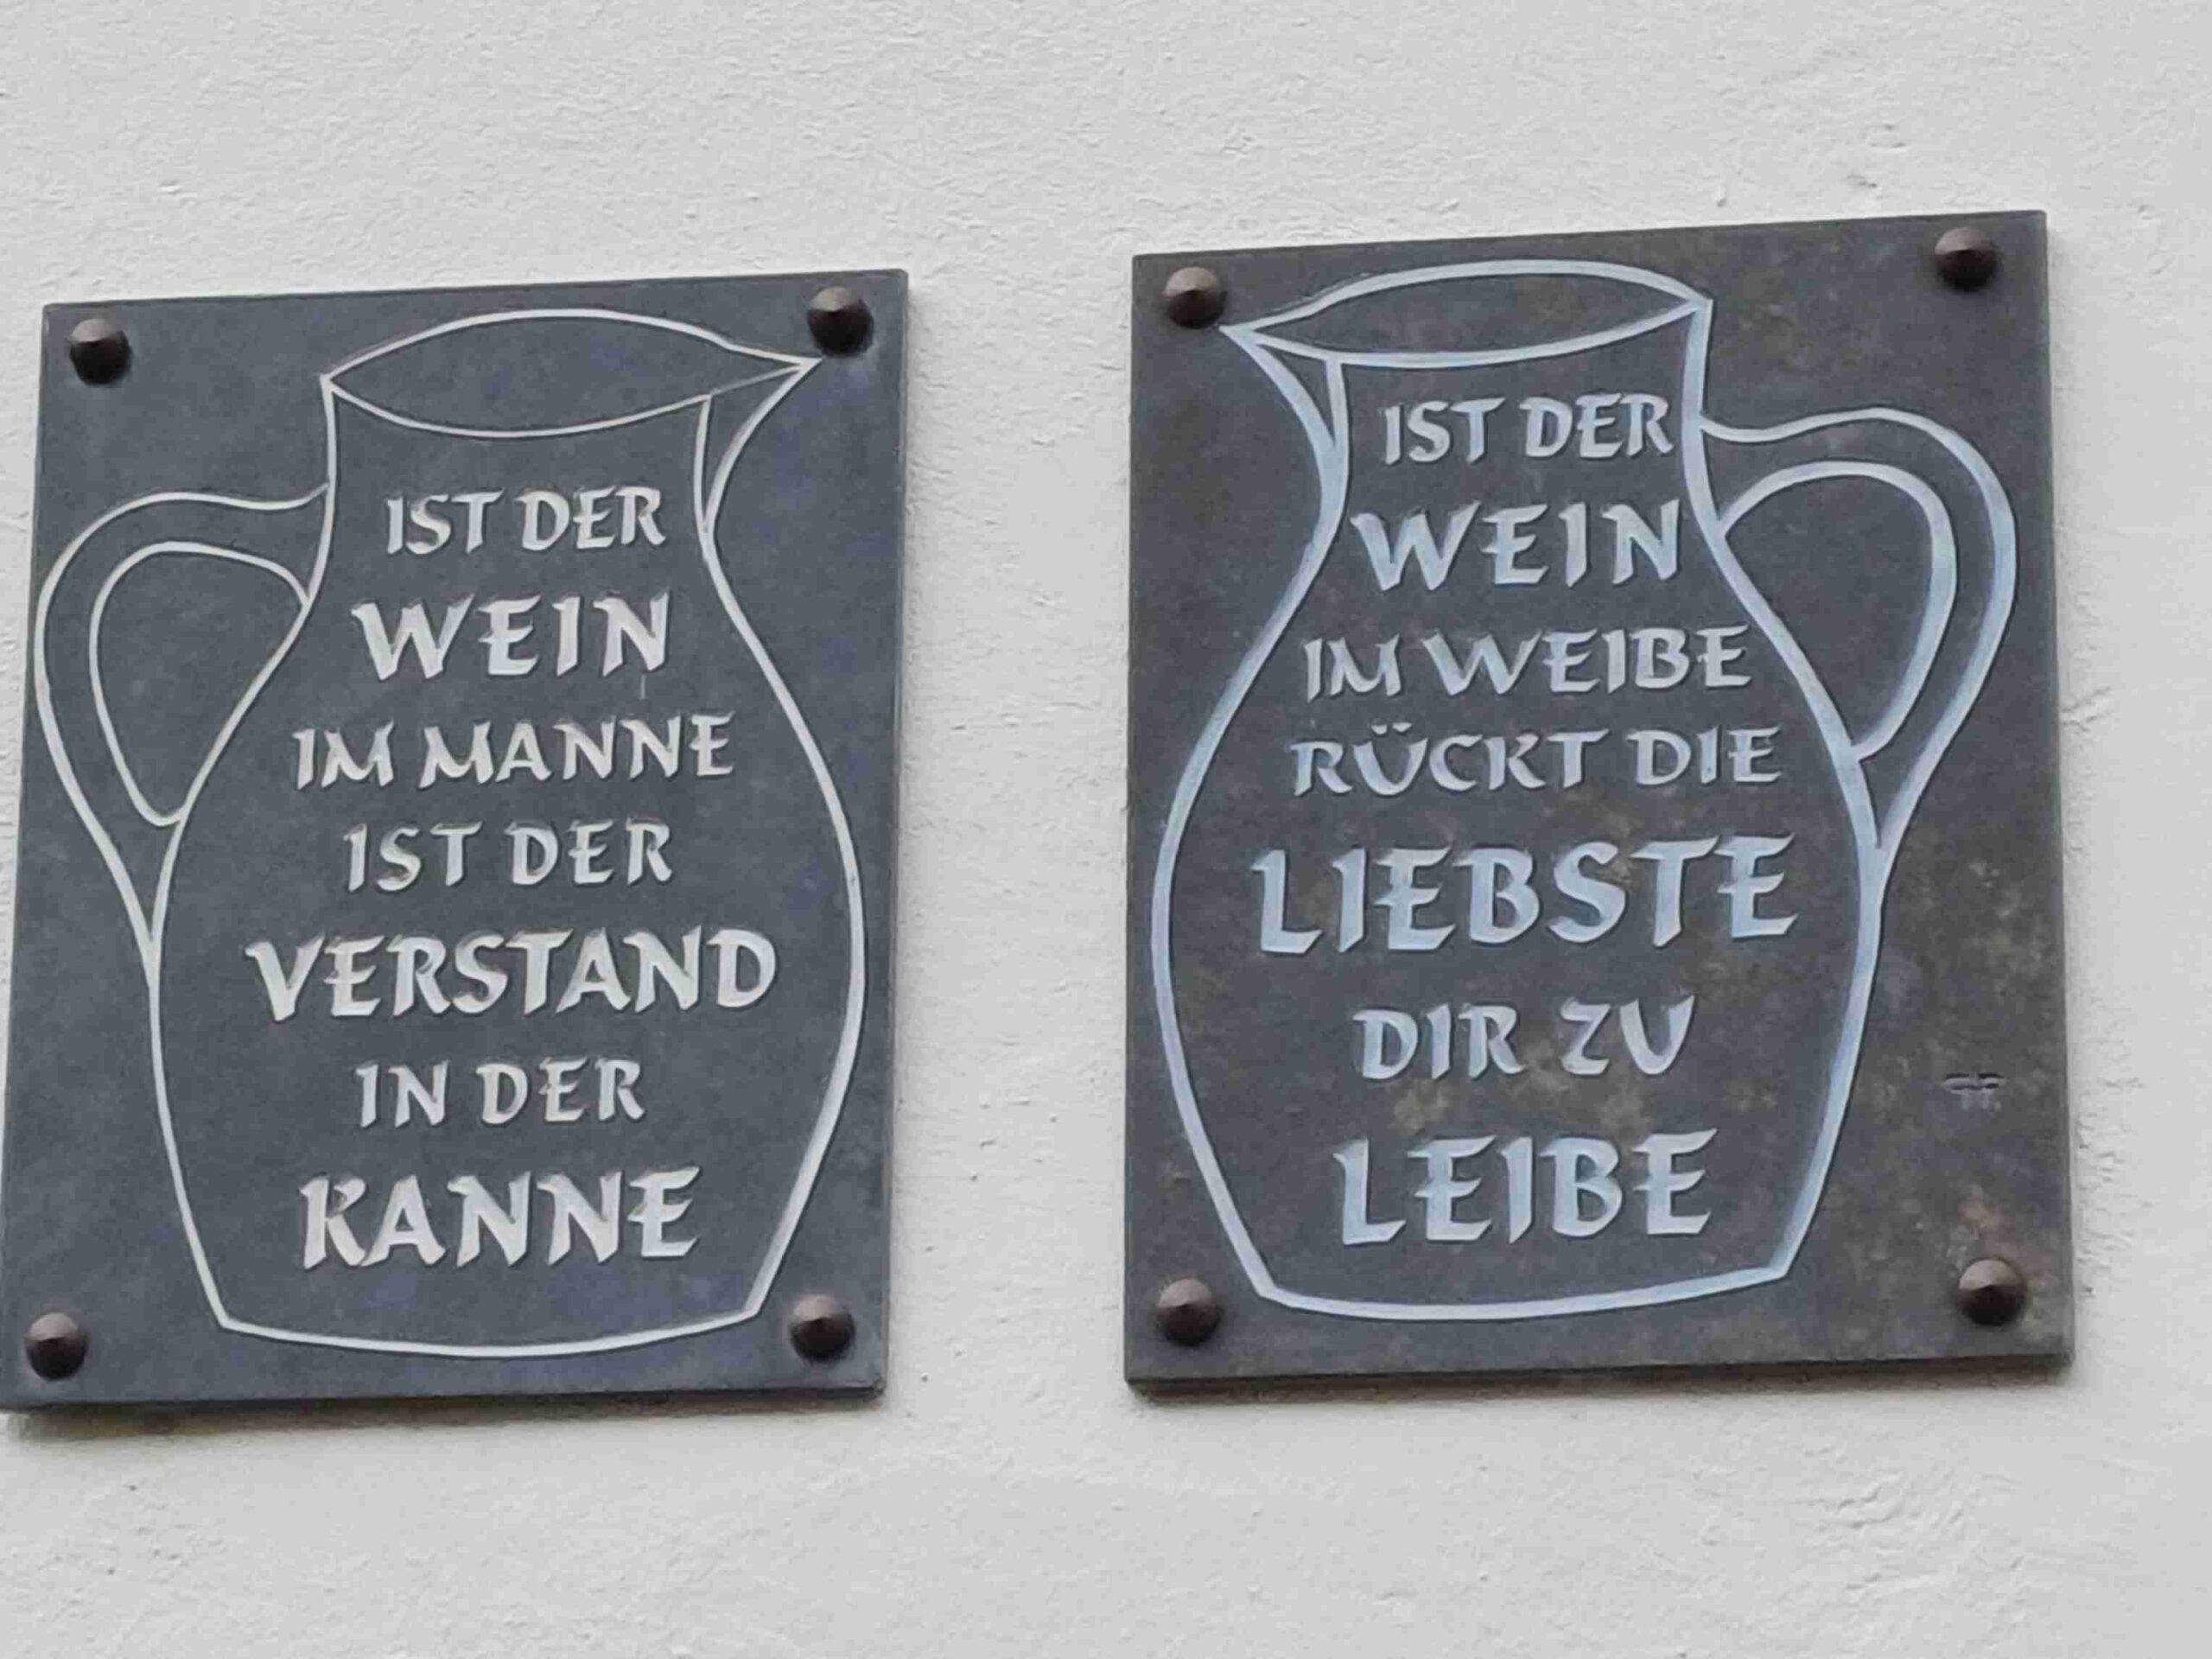 IST DER
WEIN
IM MANNE
IST DER
VERSTAND
IN DER
KANNE
IST DER
WEIN
IM WEIBE
RÜCKT DIE
LIEBSTE
DIR ZU
LEIBE